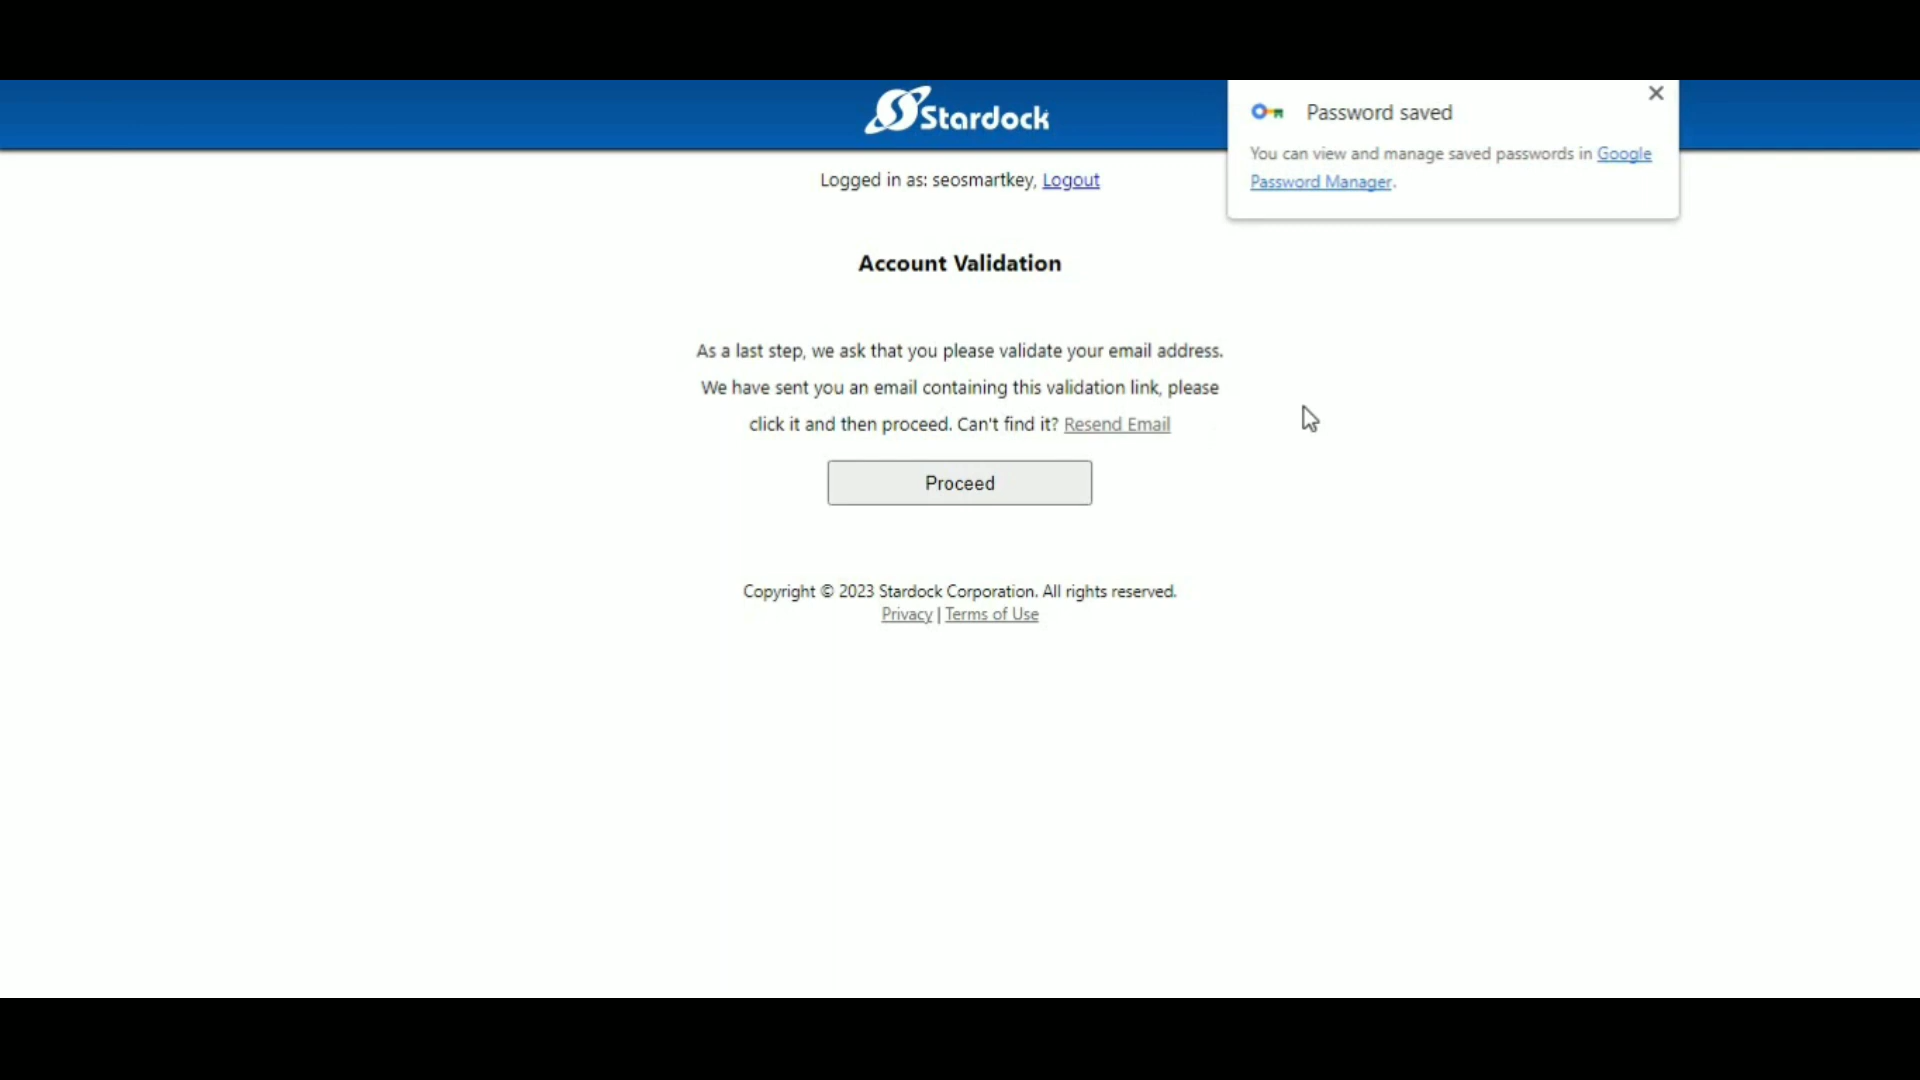 Stardock
Password saved
You can view and manage saved passwords in Google
Password Manager.
Logged in as: seosmartkey, Logout
Account Validation
As a last step, we ask that you please validate your email address.
We have sent you an email containing this validation link, please
click it and then proceed. Can't find it? Resend Email
Proceed
Copyright © 2023 Stardock Corporation. All rights reserved.
Privacy | Terms of Use